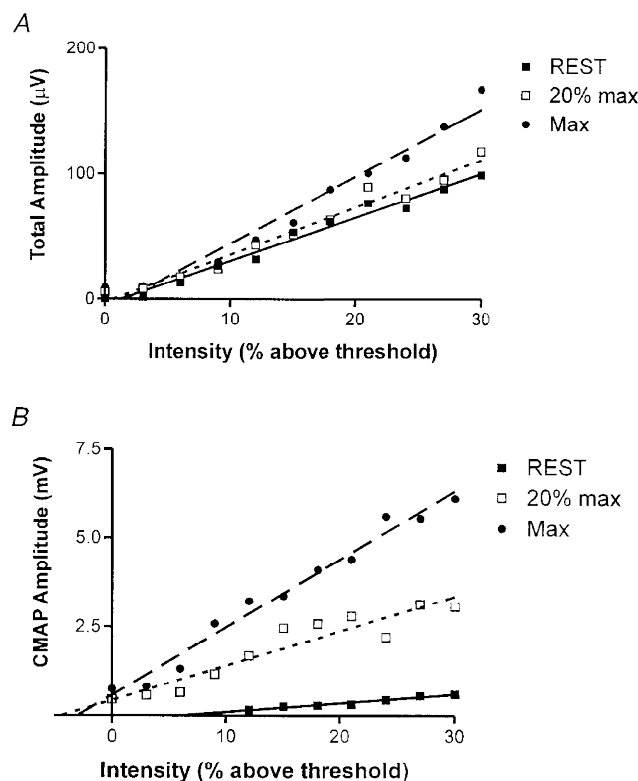 A
200
100
0
Total Amplitude (µV)
0 10 20 30
Intensity (% above threshold)
REST
20% max
Max
B
7.5
5.0
2.5
CMAP Amplitude (mV)
0 10 20 30
Intensity (% above threshold)
REST
20% max
Max